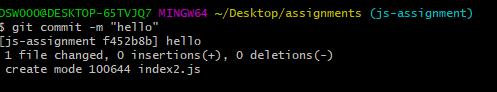 OSWOOO@DESKTOP-65TVJQ7 MINGW64 ~/Desktop/assignments (js-assignment)
$ git commit -m "hello"
[js-assignment f452b8b] hello
 1 file changed, 0 insertions(+), 0 deletions(-)
 create mode 100644 index2.js